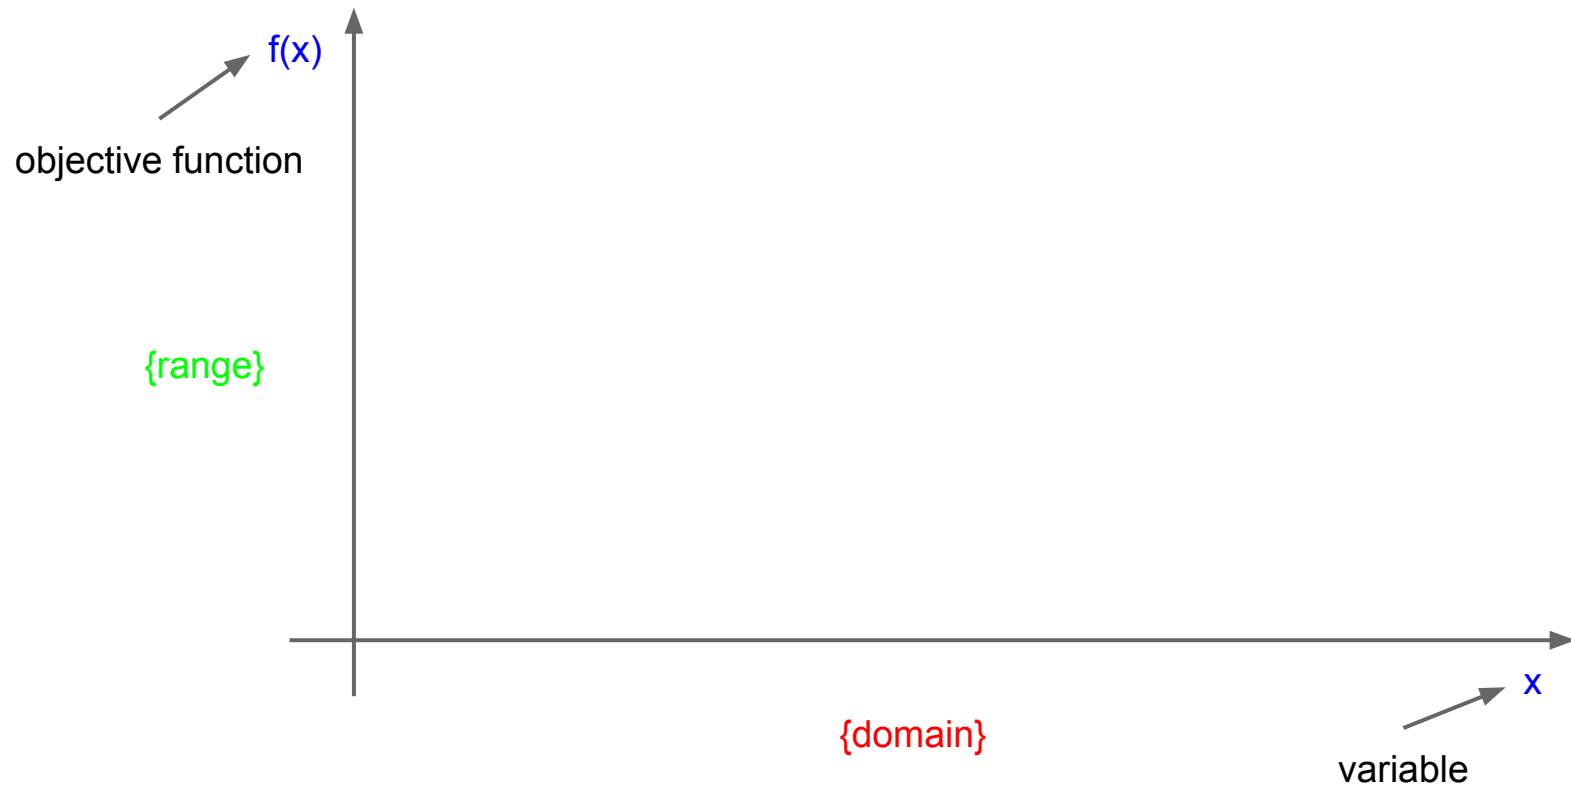 f(x)
objective function
{range}
x
{domain}
variable